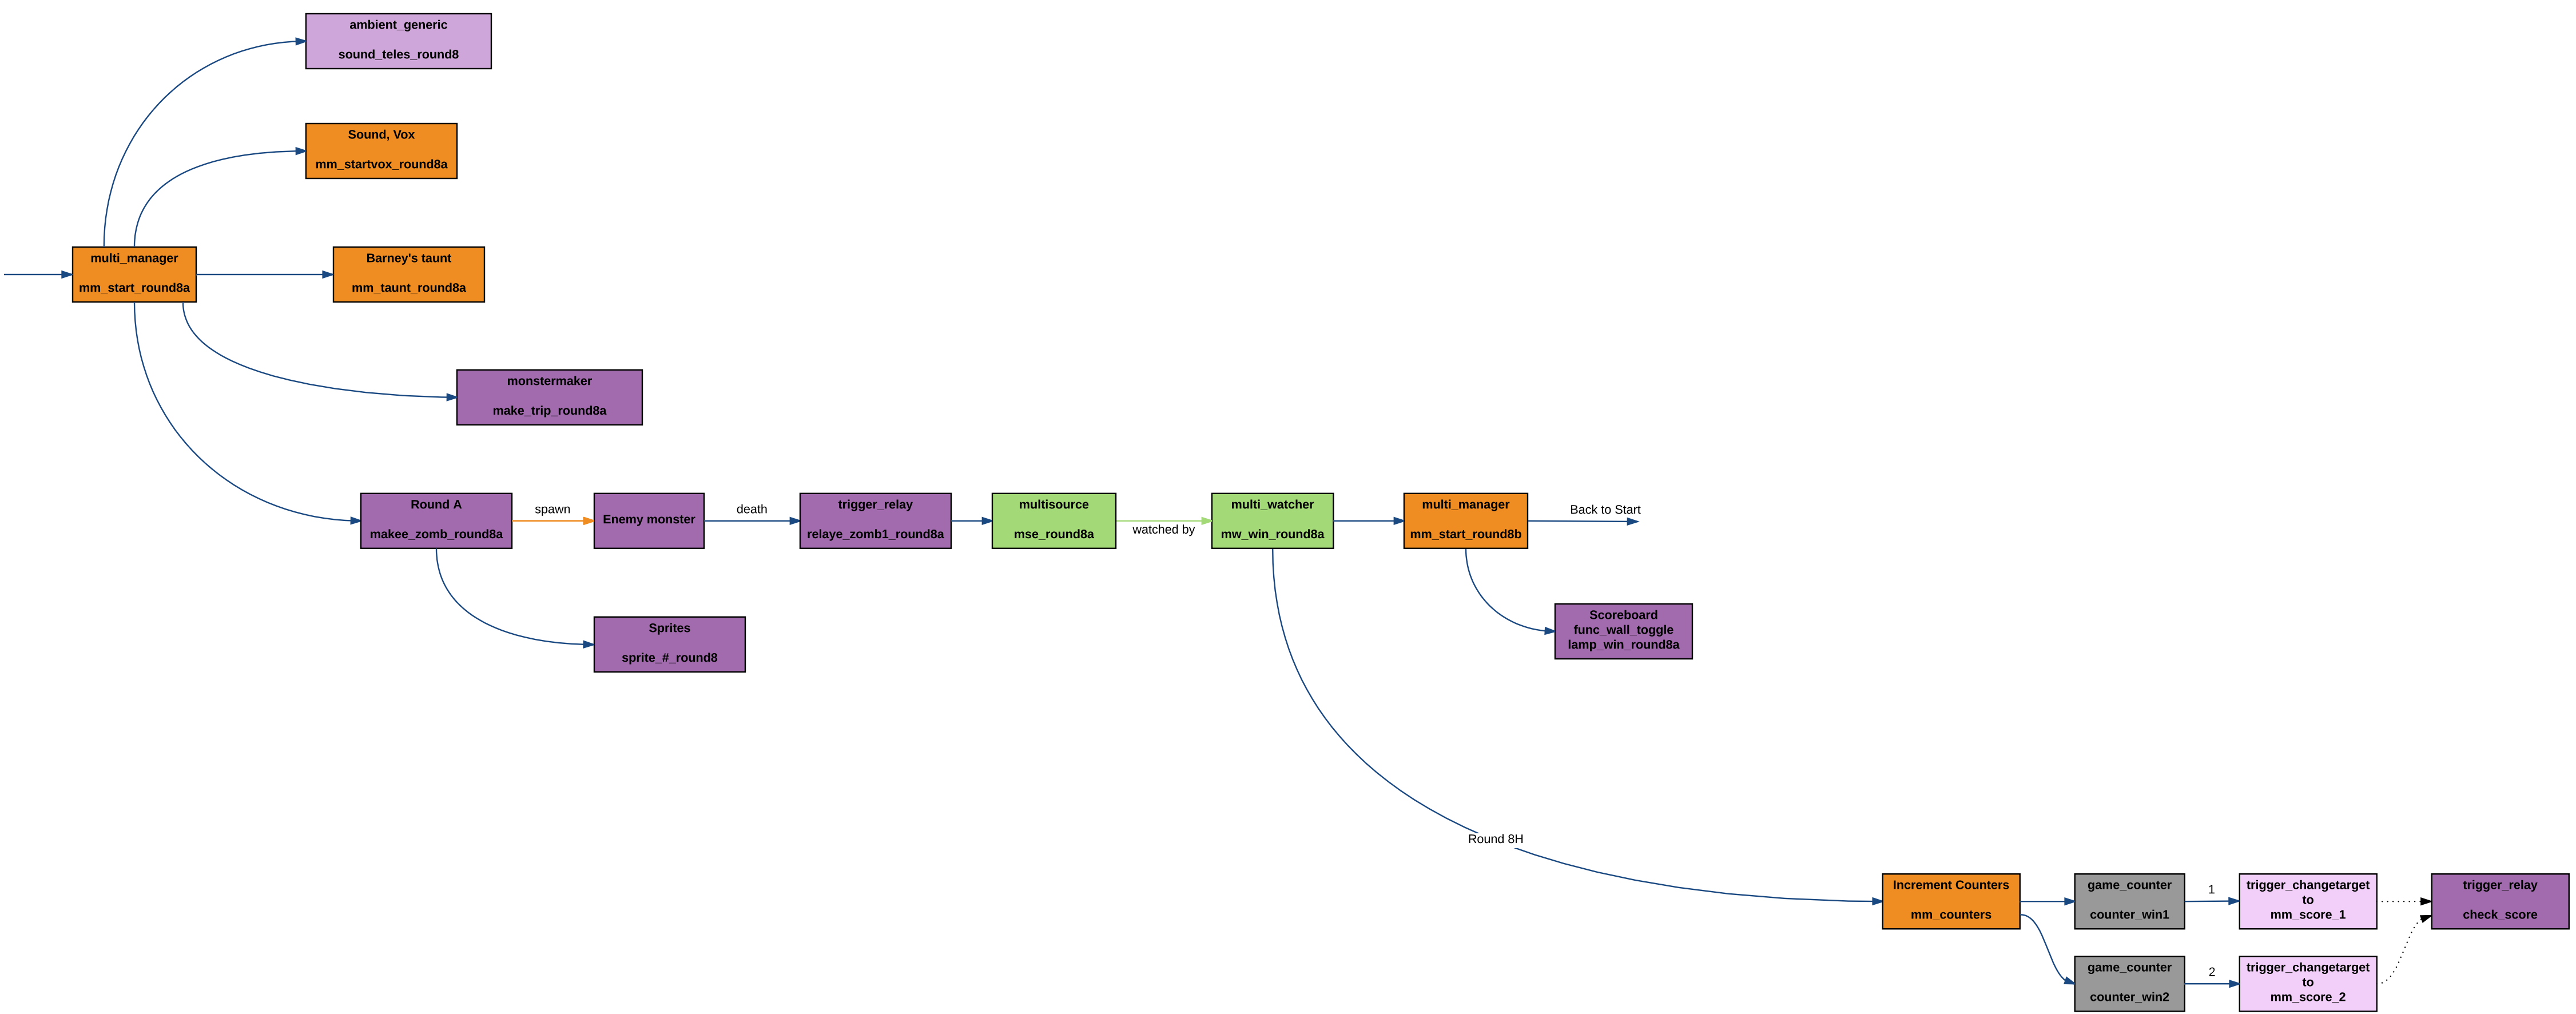 ambient_generic
sound_teles_round8
Sound, Vox
mm_startvox_round8a
multi_manager
mm_start_round8a
Barney's taunt
mm_taunt_round8a
monstermaker
make_trip_round8a
Round A
makee_zomb_round8a
spawn
Enemy monster
death
trigger_relay
relaye_zomb1_round8a
multisource
mse_round8a
watched by
multi_watcher
mw_win_round8a
multi_manager
mm_start_round8b
Back to Start
Sprites
sprite_#_round8
Scoreboard
func_wall_toggle
lamp_win_round8a
Round 8H
Increment Counters
mm_counters
game_counter
counter_win1
1
trigger_changetarget
to
mm_score_1
trigger_relay
check_score
game_counter
counter_win2
2
trigger_changetarget
to
mm_score_2